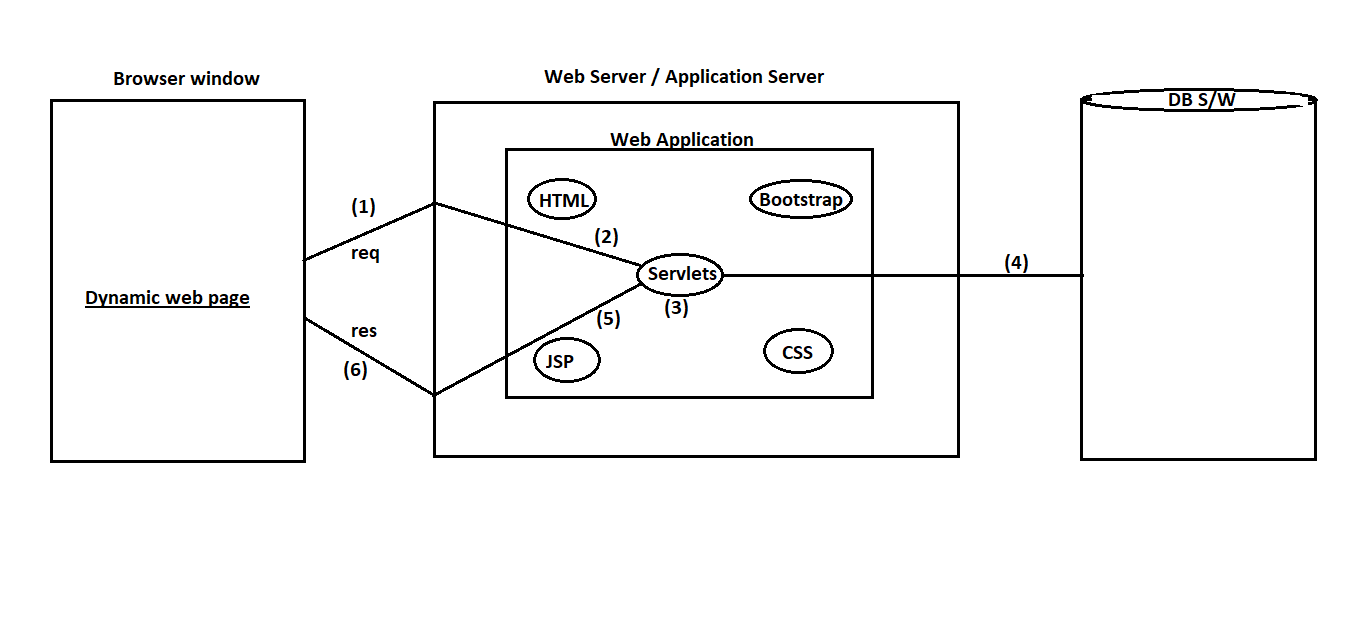 Browser window
Web Server / Application Server
DB S/W
Web Application
HTML
Bootstrap
(1)
(2)
req
(4)
Servlets
Dynamic web page
(3)
(5)
res
(6)
JSP
CSS